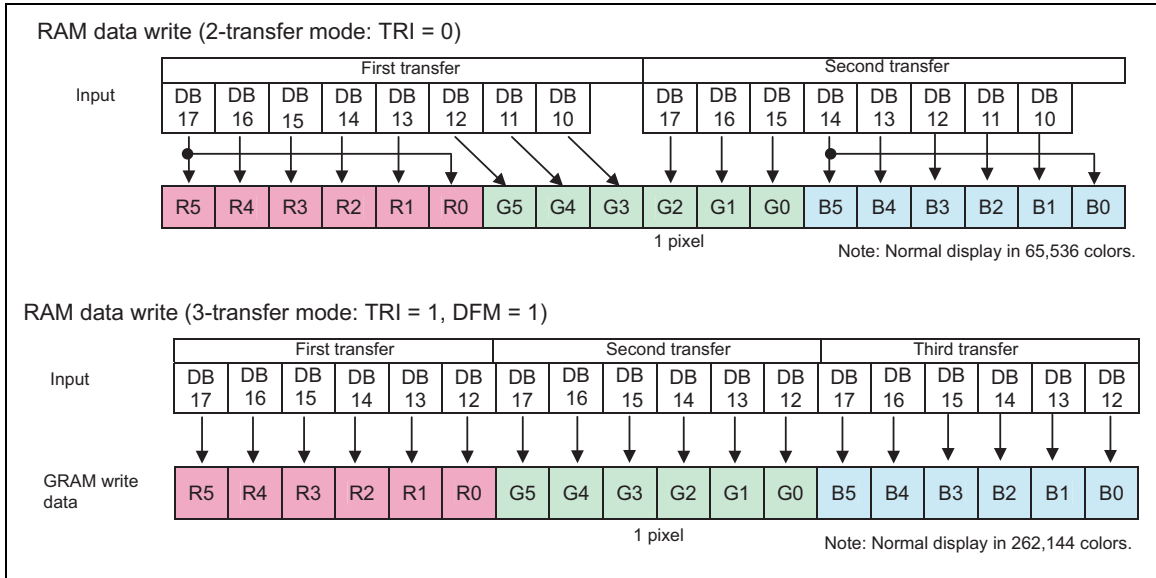 RAM data write (2-transfer mode: TRI = 0)
First transfer Second transfer
Input
DB 17 DB 16 DB 15 DB 14 DB 13 DB 12 DB 11 DB 10 DB 17 DB 16 DB 15 DB 14 DB 13 DB 12 DB 11 DB 10
R5 R4 R3 R2 R1 R0 G5 G4 G3 G2 G1 G0 B5 B4 B3 B2 B1 B0
1 pixel
Note: Normal display in 65,536 colors.
RAM data write (3-transfer mode: TRI = 1, DFM = 1)
First transfer Second transfer Third transfer
Input
DB 17 DB 16 DB 15 DB 14 DB 13 DB 12 DB 17 DB 16 DB 15 DB 14 DB 13 DB 12 DB 17 DB 16 DB 15 DB 14 DB 13 DB 12
GRAM write
data
R5 R4 R3 R2 R1 R0 G5 G4 G3 G2 G1 G0 B5 B4 B3 B2 B1 B0
1 pixel
Note: Normal display in 262,144 colors.